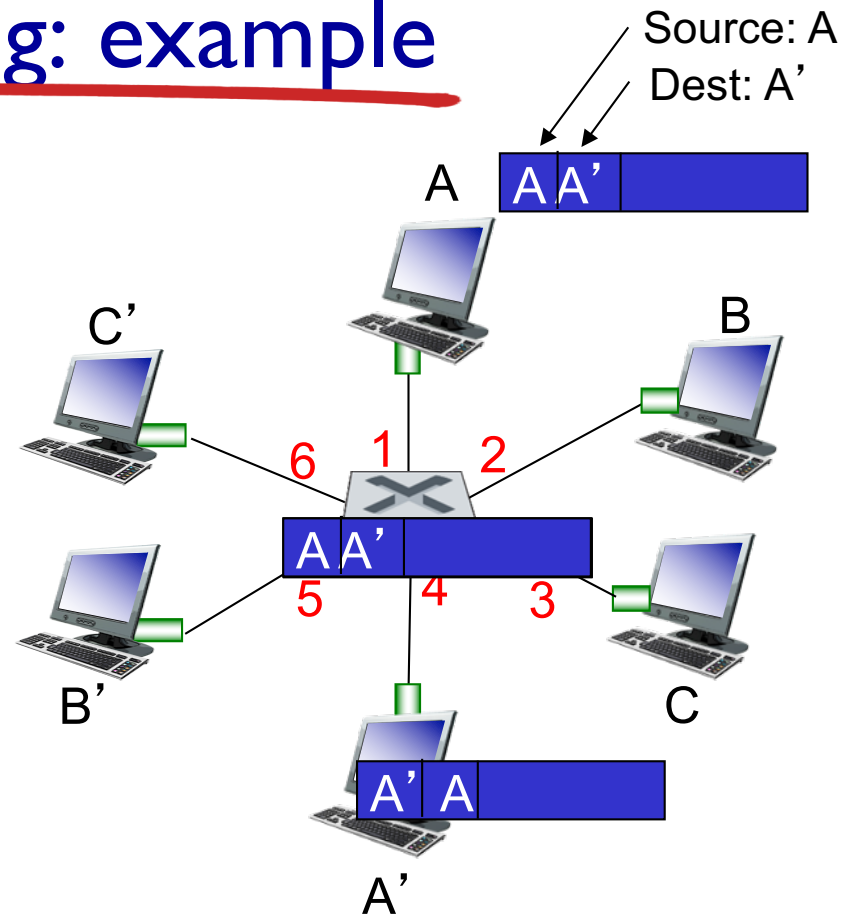 g: example
Source: A
Dest: A’
A
A A’
C’
B
6
1
2
A A’
5
4
3
B’
C
A’ A
A’